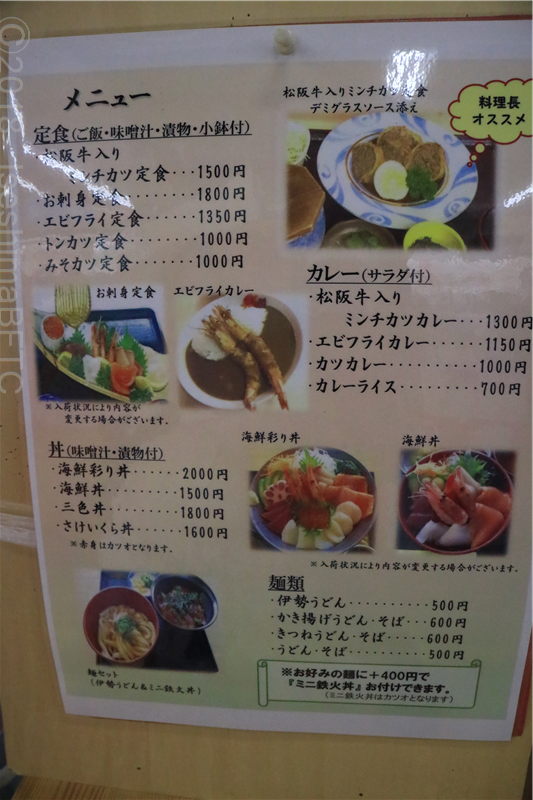 メニュー
定食(ご飯・味噌汁・漬物・小鉢付)
・松阪牛入り
ミンチカツ定食・・・1500円
・お刺身定食・・・・・・・・1800円
・エビフライ定食・・・・・1350円
・トンカツ定食・・・・・・・1000円
・みそカツ定食・・・・・・・1000円
松阪牛入りミンチカツ定食
デミグラスソース添え
料理長
オススメ
お刺身定食
エビフライカレー
※入荷状況により内容が
変更する場合がございます。
カレー(サラダ付)
・松阪牛入り
ミンチカツカレー・・・1300円
・エビフライカレー・・・・・1150円
・カツカレー・・・・・・・・・・1000円
・カレーライス・・・・・・・・・700円
丼(味噌汁・漬物付)
・海鮮彩り丼・・・・・・・2000円
・海鮮丼・・・・・・・・・・・1500円
・三色丼・・・・・・・・・・・1800円
・さけいくら丼・・・・・・1600円
※赤身はカツオとなります。
海鮮彩り丼
海鮮丼
※入荷状況により内容が変更する場合がございます。
麺類
・伊勢うどん・・・・・・・・・・500円
・かき揚げうどん・そば・・・600円
・きつねうどん・そば・・・・・600円
・うどん・そば・・・・・・・・・・500円
麺セット
(伊勢うどん&ミニ鉄火丼)
※お好みの麺に+400円で
『ミニ鉄火丼』お付けできます。
(ミニ鉄火丼はカツオとなります)